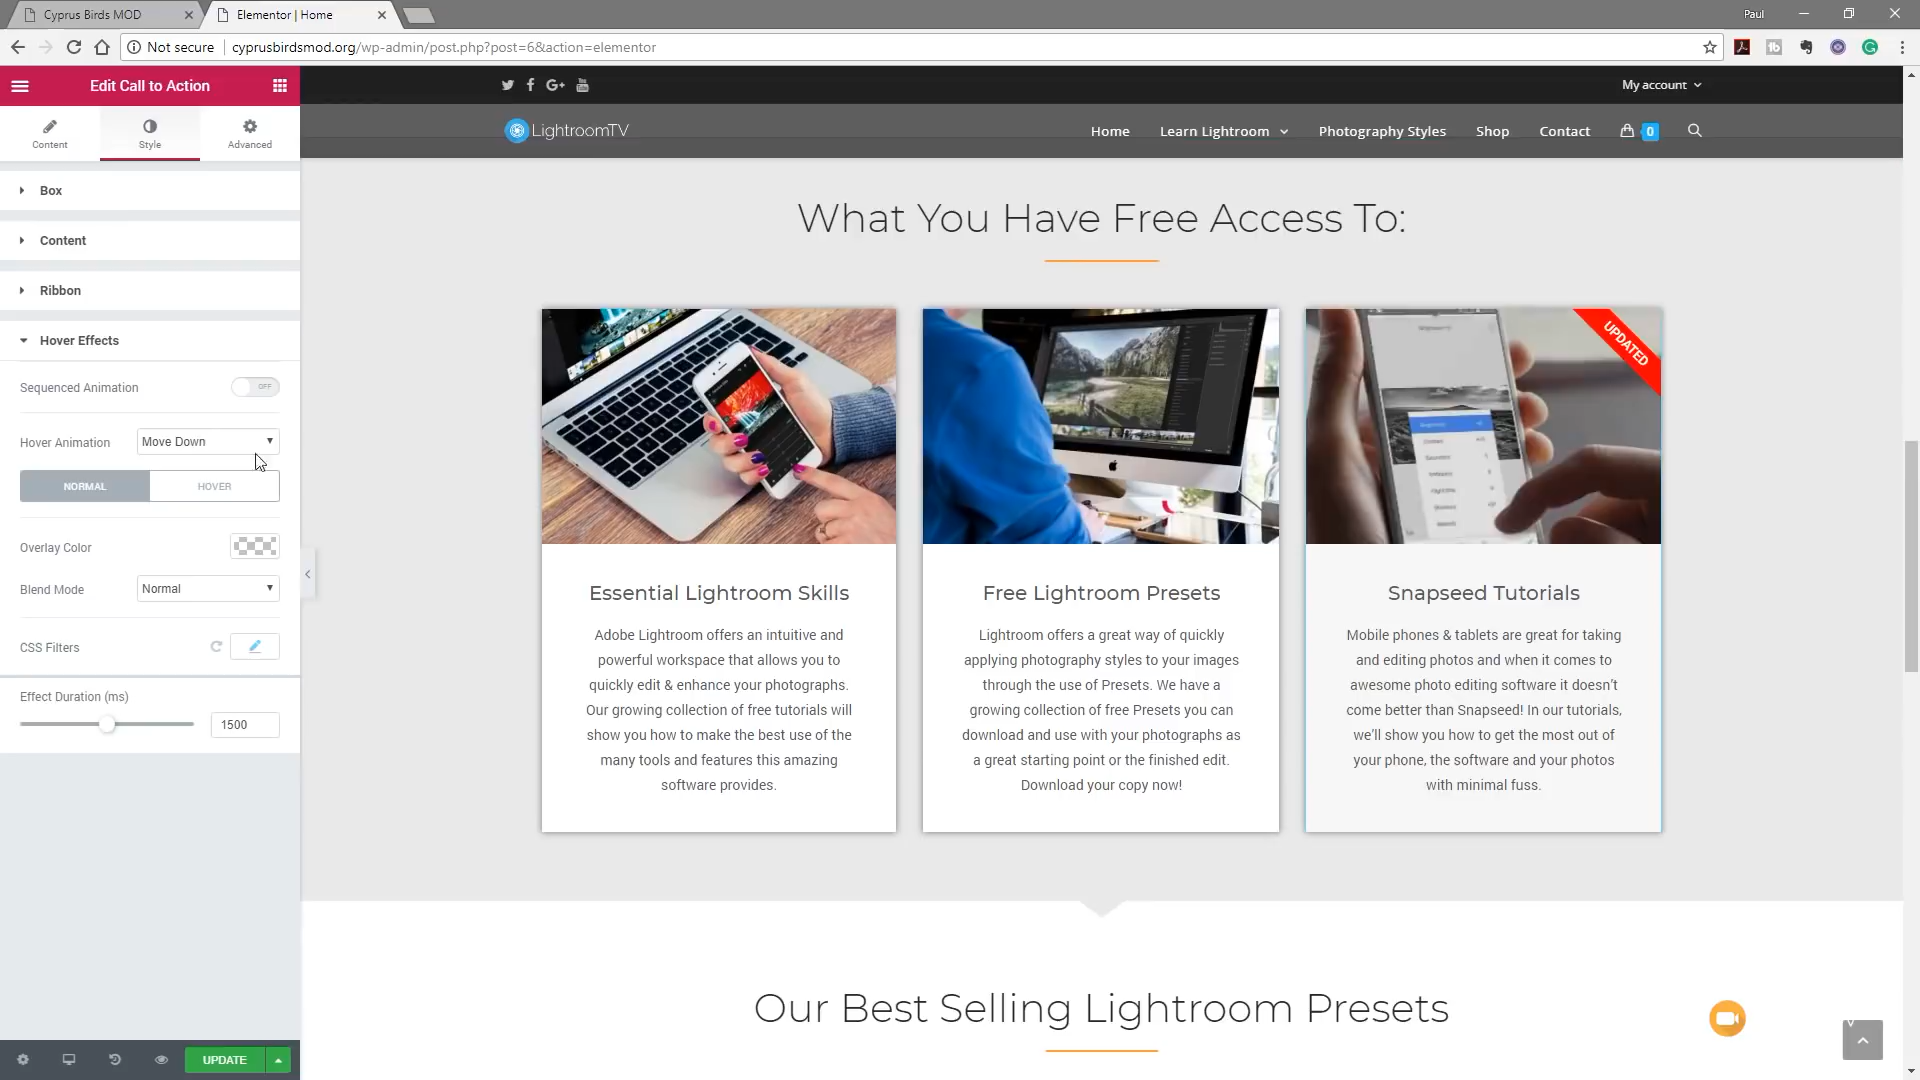 Cyprus Birds MOD
Elementor | Home
Paul
Not secure
cyprusbirdsmod.org/wp-admin/post.php?post=6&action=elementor
Edit Call to Action
My account
Content
Style
Advanced
LightroomTV
Home
Learn Lightroom
Photography Styles
Shop
Contact
0
Box
Content
Ribbon
Hover Effects
Sequenced Animation
OFF
Hover Animation
Move Down
NORMAL
HOVER
Overlay Color
Blend Mode
Normal
CSS Filters
Effect Duration (ms)
1500
UPDATE
What You Have Free Access To:
Essential Lightroom Skills
Adobe Lightroom offers an intuitive and
powerful workspace that allows you to
quickly edit & enhance your photographs.
Our growing collection of free tutorials will
show you how to make the best use of the
many tools and features this amazing
software provides.
Free Lightroom Presets
Lightroom offers a great way of quickly
applying photography styles to your images
through the use of Presets. We have a
growing collection of free Presets you can
download and use with your photographs as
a great starting point or the finished edit.
Download your copy now!
UPDATED
Snapseed Tutorials
Mobile phones & tablets are great for taking
and editing photos and when it comes to
awesome photo editing software it doesn't
come better than Snapseed! In our tutorials,
we'll show you how to get the most out of
your phone, the software and your photos
with minimal fuss.
Our Best Selling Lightroom Presets